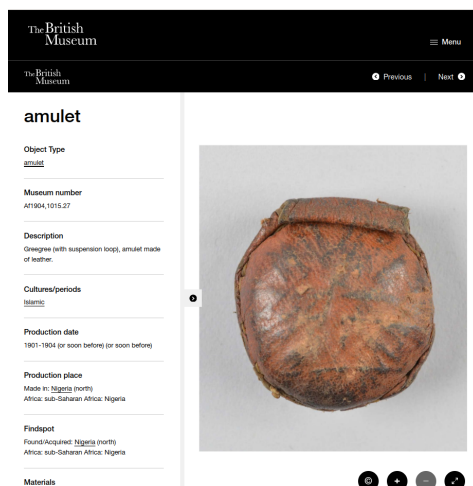 The British
Museum
Menu
The British
Museum
Previous | Next
amulet
Object Type
amulet
Museum number
Af1904,1015.27
Description
Greegree (with suspension loop), amulet made
of leather.
Cultures/periods
Islamic
Production date
1901-1904 (or soon before) (or soon before)
Production place
Made in: Nigeria (north)
Africa: sub-Saharan Africa: Nigeria
Findspot
Found/Acquired: Nigeria (north)
Africa: sub-Saharan Africa: Nigeria
Materials
©